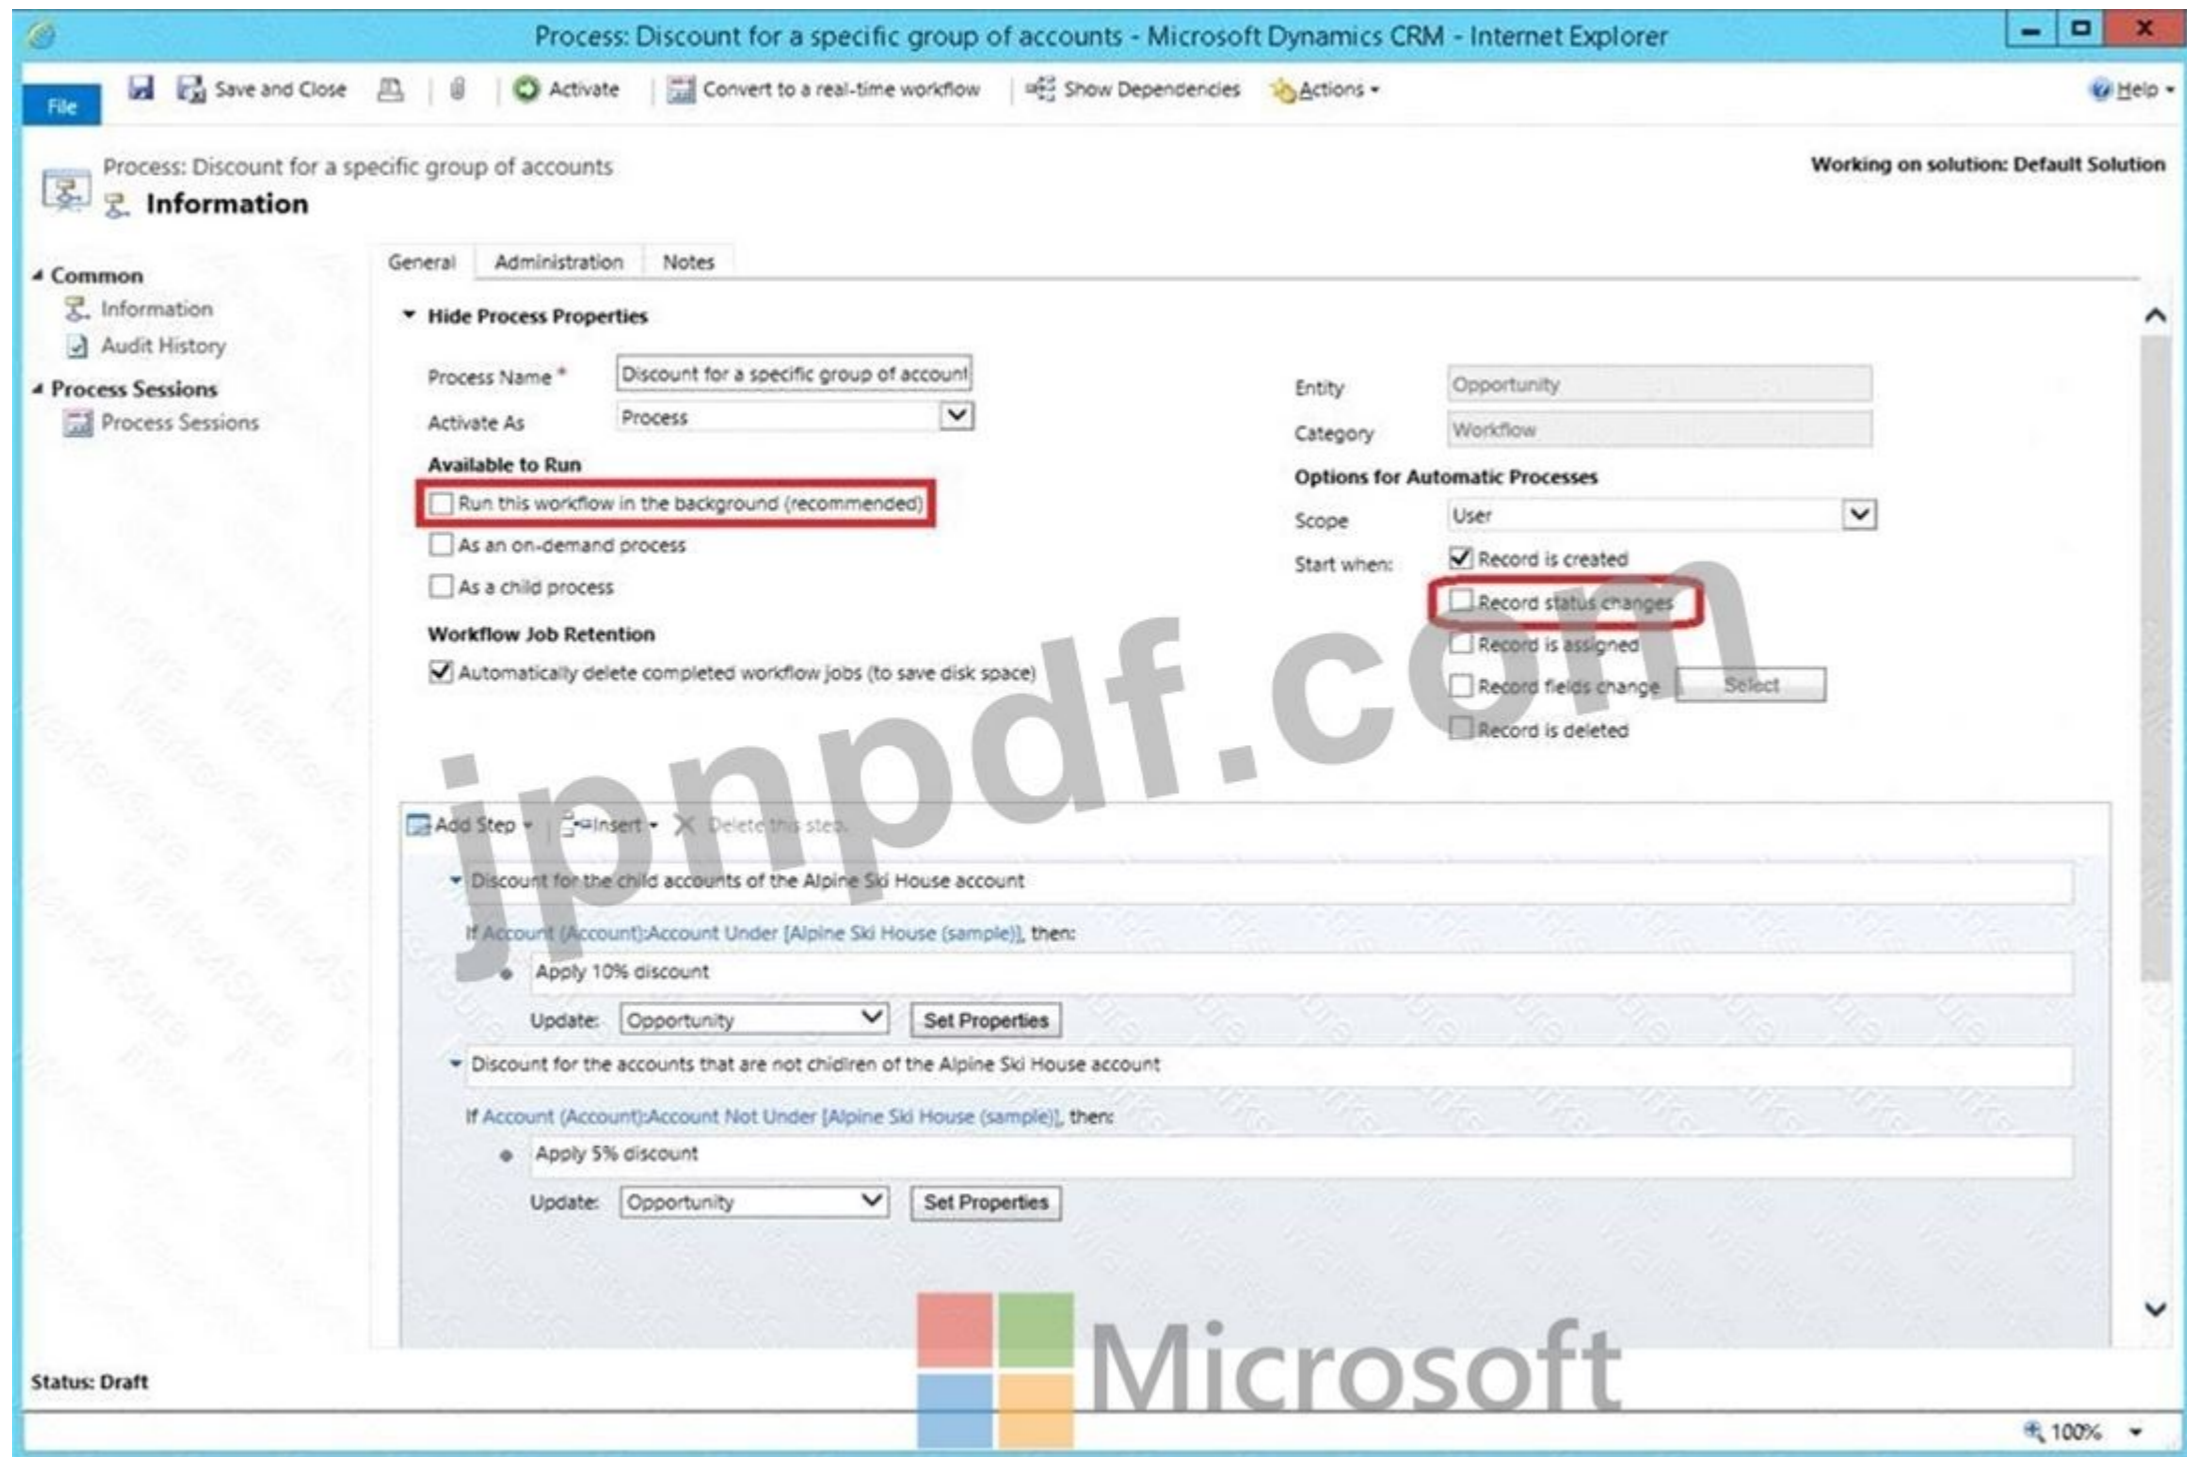 Process: Discount for a specific group of accounts - Microsoft Dynamics CRM - Internet Explorer
File
Save and Close
Activate
Convert to a real-time workflow
Show Dependencies
Actions
Help
Process: Discount for a specific group of accounts
Information
Working on solution: Default Solution
Common
Information
Audit History
Process Sessions
Process Sessions
General
Administration
Notes
Hide Process Properties
Process Name *
Discount for a specific group of account
Activate As
Process
Available to Run
Run this workflow in the background (recommended)
As an on-demand process
As a child process
Workflow Job Retention
Automatically delete completed workflow jobs (to save disk space)
Entity
Opportunity
Category
Workflow
Options for Automatic Processes
Scope
User
Start when:
Record is created
Record status changes
Record is assigned
Record fields change
Select
Record is deleted
jpnpdf.com
Add Step
Insert
Delete this step.
Discount for the child accounts of the Alpine Ski House account
If Account (Account):Account Under [Alpine Ski House (sample)], then:
Apply 10% discount
Update:
Opportunity
Set Properties
Discount for the accounts that are not chidlren of the Alpine Ski House account
If Account (Account):Account Not Under [Alpine Ski House (sample)], then:
Apply 5% discount
Update:
Opportunity
Set Properties
Microsoft
Status: Draft
100%